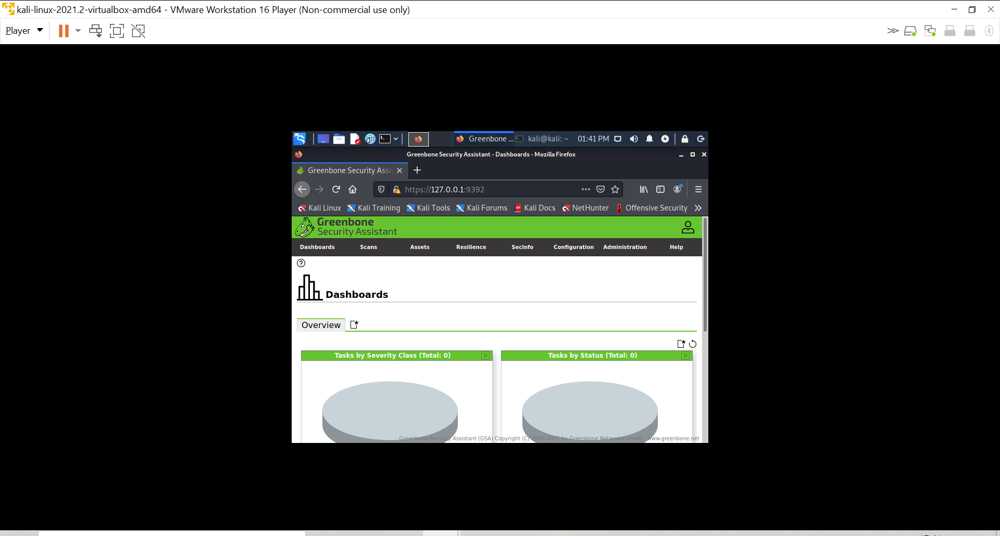 kali-linux-2021.2-virtualbox-amd64 - VMware Workstation 16 Player (Non-commercial use only)
Player
Greenbone ...
kali@kali: ~
01:41 PM
Greenbone Security Assistant - Dashboards - Mozilla Firefox
Greenbone Security Assis
https://127.0.0.1:9392
Kali Linux Kali Training Kali Tools Kali Forums Kali Docs NetHunter Offensive Security
Greenbone
Security Assistant
Dashboards Scans Assets Resilience SecInfo Configuration Administration Help
Dashboards
Overview
Tasks by Severity Class (Total: 0)
Tasks by Status (Total: 0)
Greenbone Security Assistant (GSA) Copyright (C) 2009-2021 by Greenbone Networks GmbH, www.greenbone.net